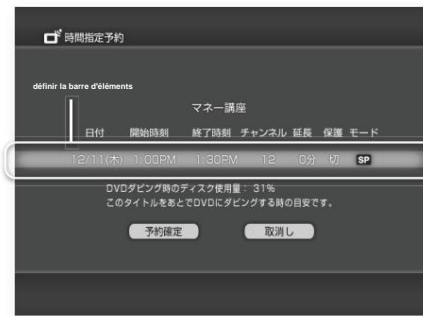 時間指定予約
définir la barre d'éléments
マネー講座
日付 開始時刻 終了時刻 チャンネル 延長 保護 モード
12/11(木) 1:00PM 1:30PM 12 0分 切 SP
DVDダビング時のディスク使用量：31%
このタイトルをあとでDVDにダビングする時の目安です。
予約確定 取消し